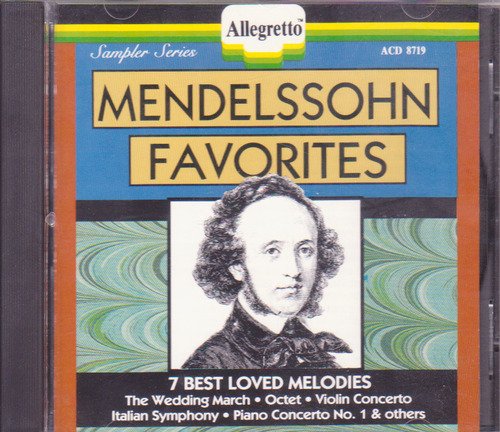 Allegretto™
Sampler Series
ACD 8719
MENDELSSOHN
FAVORITES
7 BEST LOVED MELODIES
The Wedding March • Octet • Violin Concerto
Italian Symphony • Piano Concerto No. 1 & others